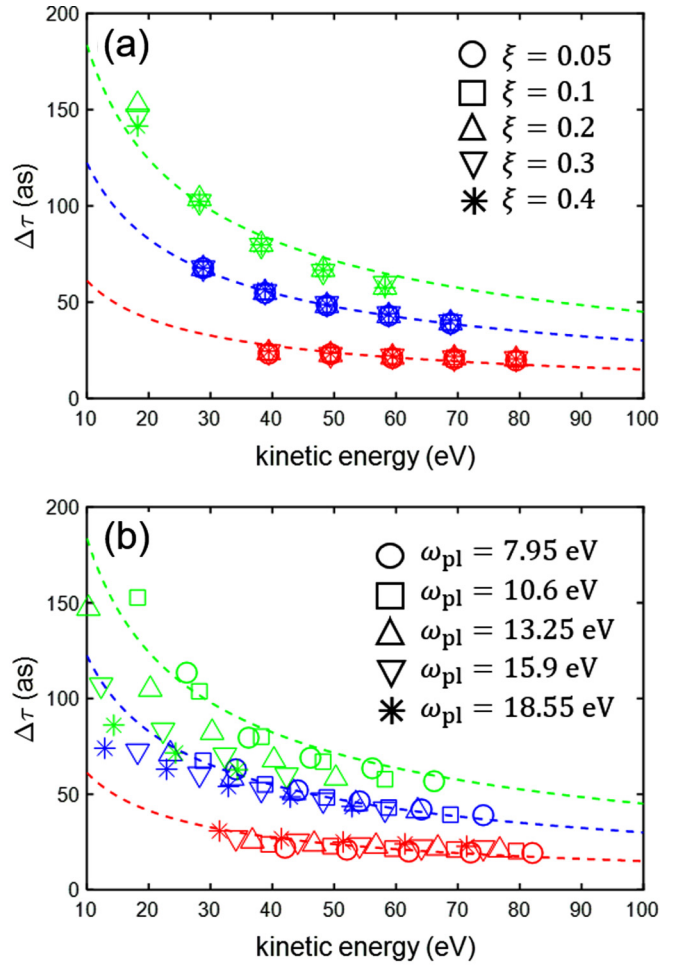 (a)
ξ = 0.05
ξ = 0.1
ξ = 0.2
ξ = 0.3
ξ = 0.4
200
150
100
50
0
Δτ (as)
10 20 30 40 50 60 70 80 90 100
kinetic energy (eV)
(b)
ω_pl = 7.95 eV
ω_pl = 10.6 eV
ω_pl = 13.25 eV
ω_pl = 15.9 eV
ω_pl = 18.55 eV
200
150
100
50
0
Δτ (as)
10 20 30 40 50 60 70 80 90 100
kinetic energy (eV)